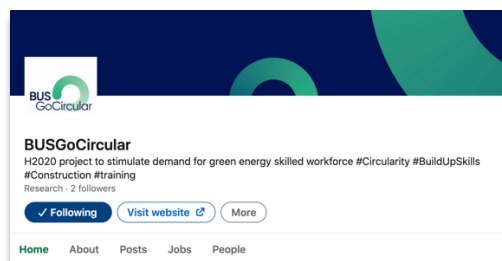 BUS
GoCircular
BUSGoCircular
H2020 project to stimulate demand for green energy skilled workforce #Circularity #BuildUpSkills
#Construction #training
Research · 2 followers
✓ Following Visit website More
Home About Posts Jobs People